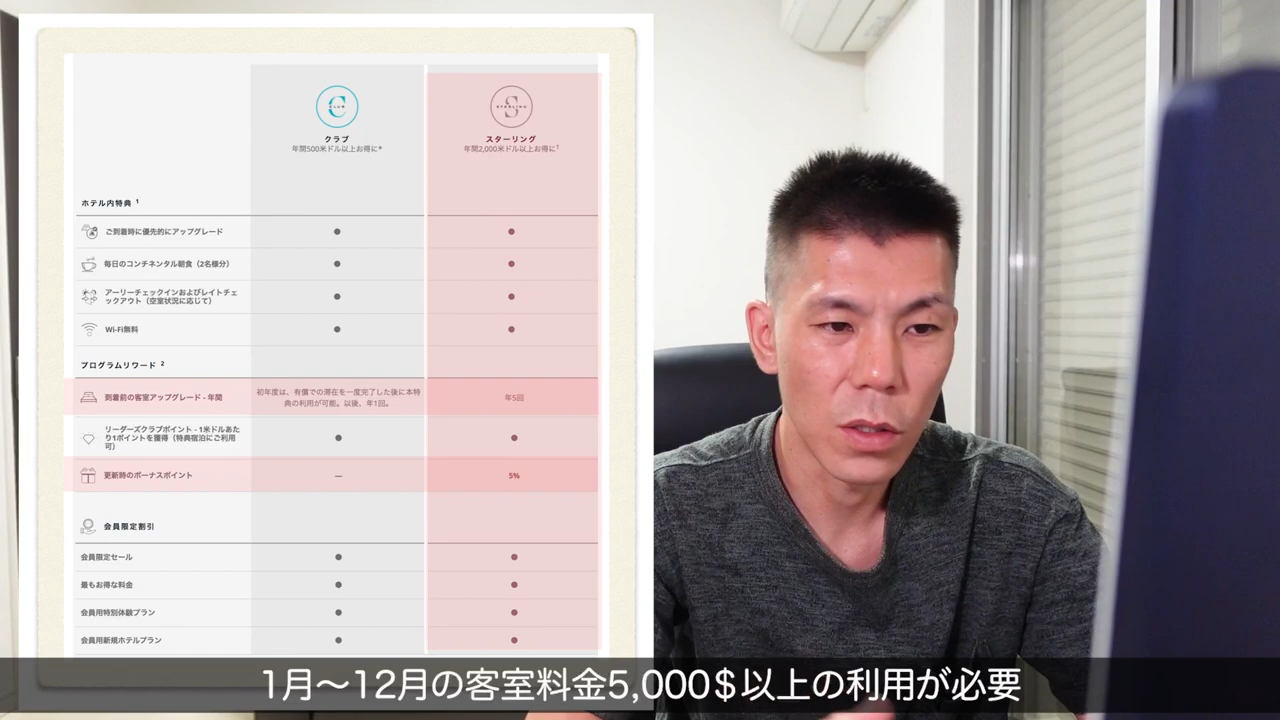 CLUB
STERLING
クラブ
スターリング
年間500米ドル以上お得に*
年間2,000米ドル以上お得に†
ホテル内特典 1
ご到着時に優先的にアップグレード
毎日のコンチネンタル朝食（2名様分）
アーリーチェックインおよびレイトチェ
ックアウト（空室状況に応じて）
Wi-Fi無料
プログラムリワード 2
到着前の客室アップグレード - 年間
初年度は、有償での滞在を一度完了した後に本特
典の利用が可能。以後、年1回。
年5回
リーダーズクラブポイント - 1米ドルあた
り1ポイントを獲得（特典宿泊にご利用
可）
更新時のボーナスポイント
—
5%
会員限定割引
会員限定セール
最もお得な料金
会員用特別体験プラン
会員用新規ホテルプラン
1月〜12月の客室料金5,000$以上の利用が必要